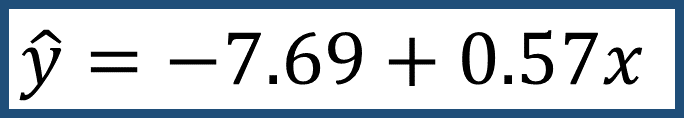 ŷ = −7.69 + 0.57x